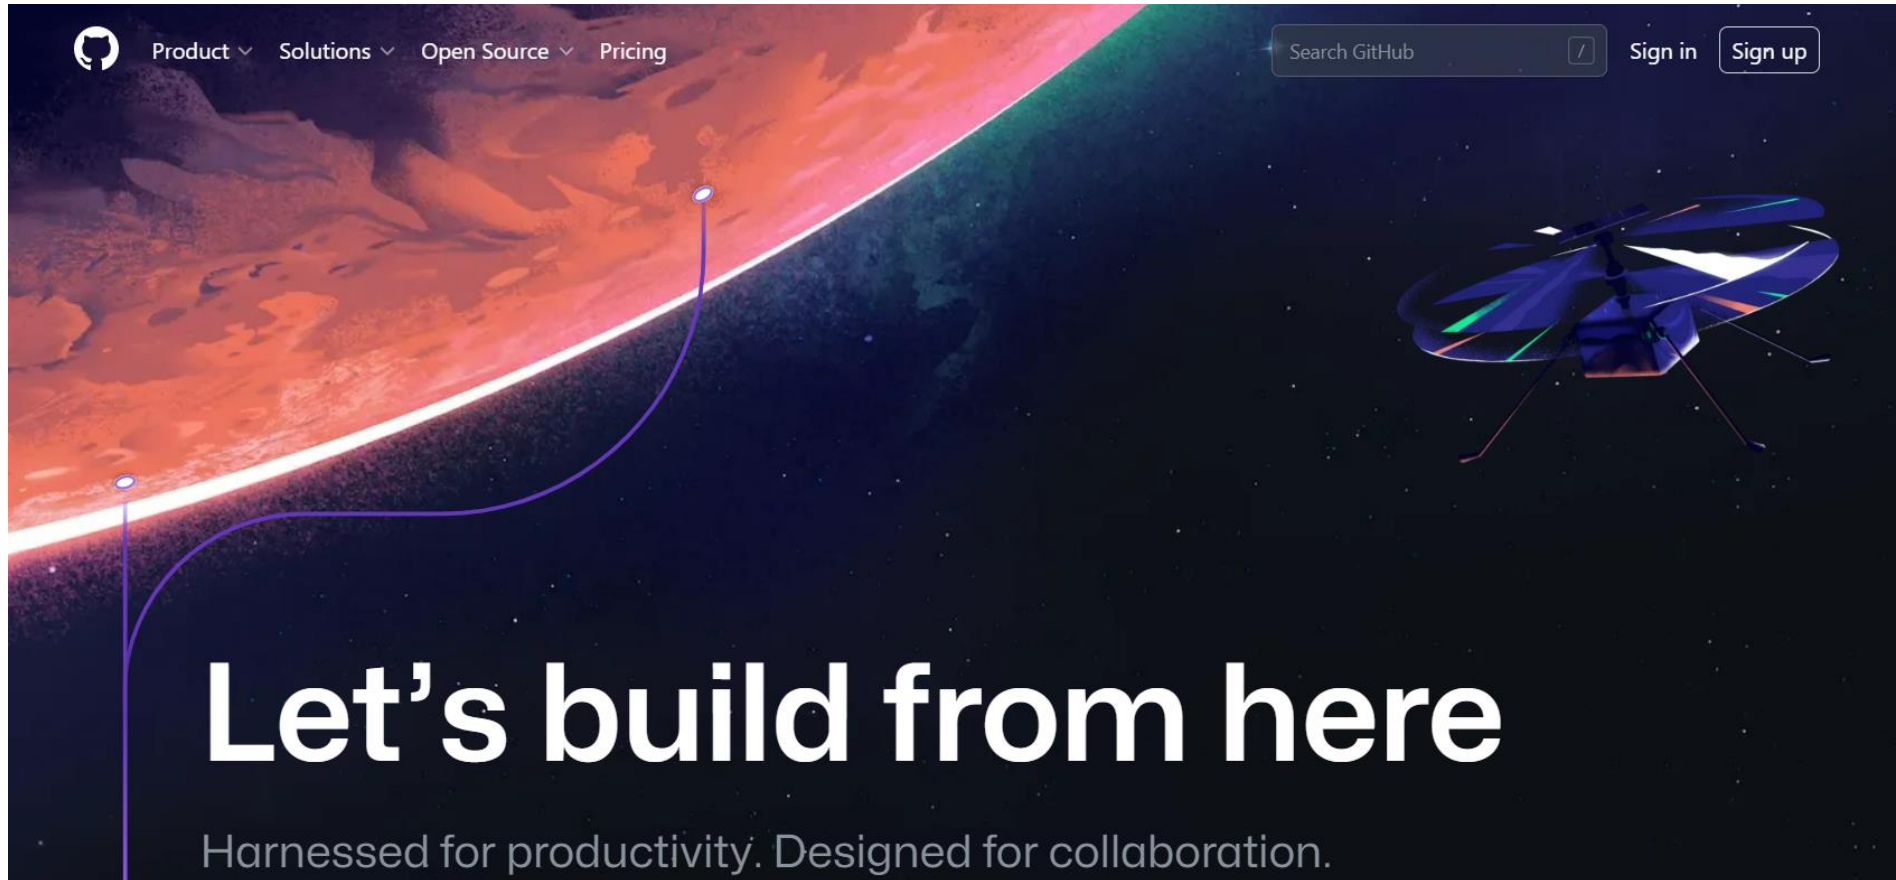 Product Solutions Open Source Pricing Search GitHub / Sign in Sign up
Let’s build from here
Harnessed for productivity. Designed for collaboration.